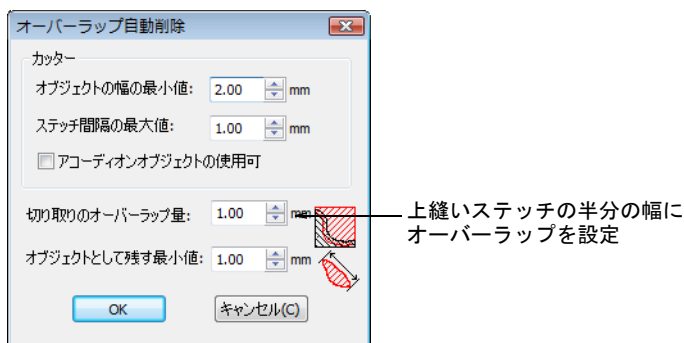 オーバーラップ自動削除
カッター
オブジェクトの幅の最小値: 2.00 mm
ステッチ間隔の最大値: 1.00 mm
アコーディオンオブジェクトの使用可
切り取りのオーバーラップ量: 1.00 mm
上縫いステッチの半分の幅に
オーバーラップを設定
オブジェクトとして残す最小値: 1.00 mm
OK キャンセル(C)